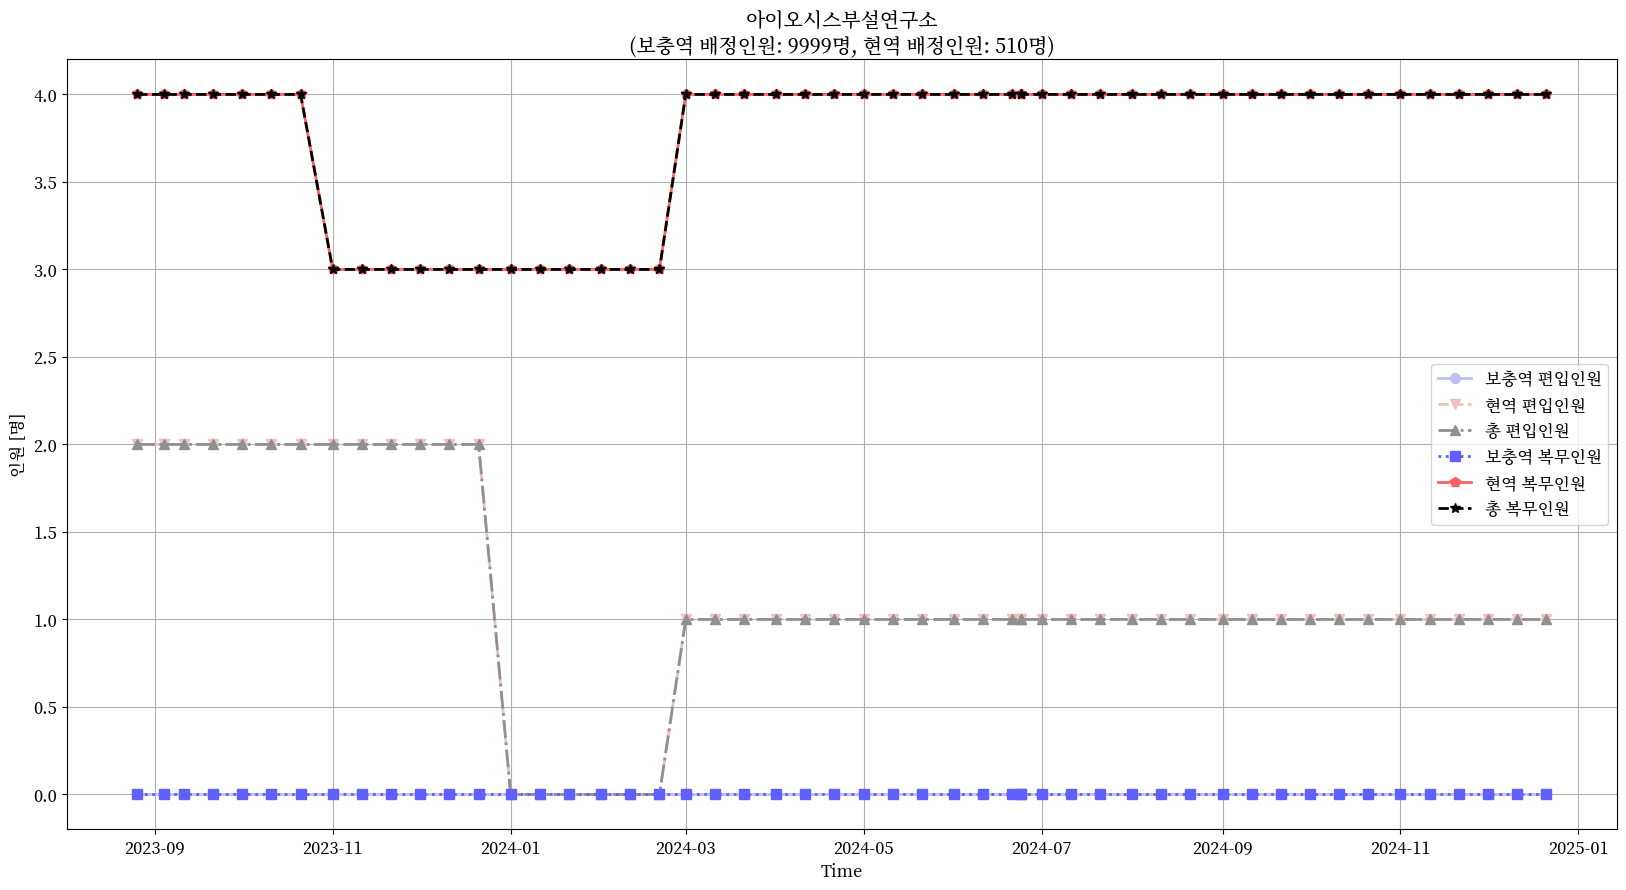 아이오시스부설연구소
(보충역 배정인원: 9999명, 현역 배정인원: 510명)
4.0
3.5
3.0
2.5
2.0
1.5
1.0
0.5
0.0
인원 [명]
보충역 편입인원
현역 편입인원
총 편입인원
보충역 복무인원
현역 복무인원
총 복무인원
2023-09
2023-11
2024-01
2024-03
2024-05
2024-07
2024-09
2024-11
2025-01
Time